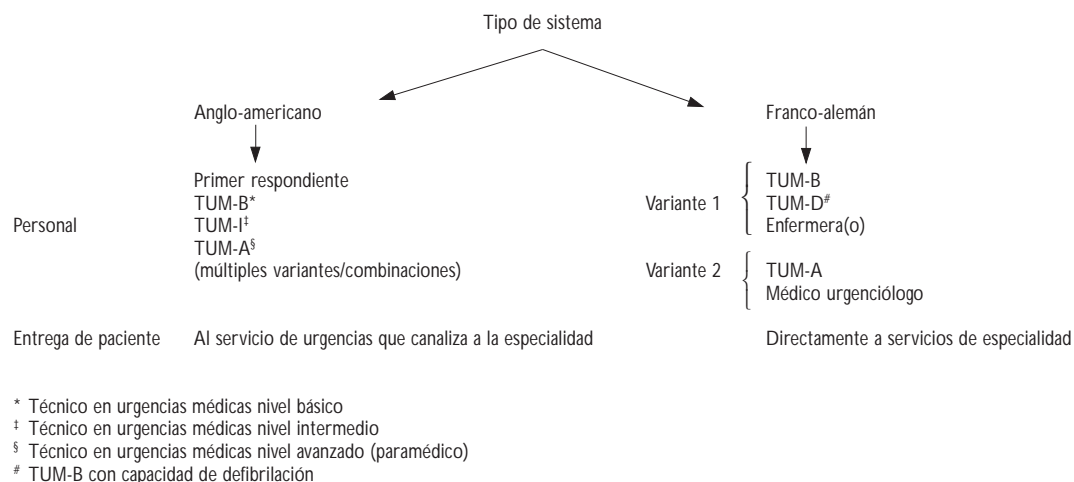 Tipo de sistema
Anglo-americano
Franco-alemán
Personal
Primer respondiente
TUM-B*
TUM-I‡
TUM-A§
(múltiples variantes/combinaciones)
Variante 1
TUM-B
TUM-D#
Enfermera(o)
Variante 2
TUM-A
Médico urgenciólogo
Entrega de paciente Al servicio de urgencias que canaliza a la especialidad Directamente a servicios de especialidad
* Técnico en urgencias médicas nivel básico
‡ Técnico en urgencias médicas nivel intermedio
§ Técnico en urgencias médicas nivel avanzado (paramédico)
# TUM-B con capacidad de defibrilación